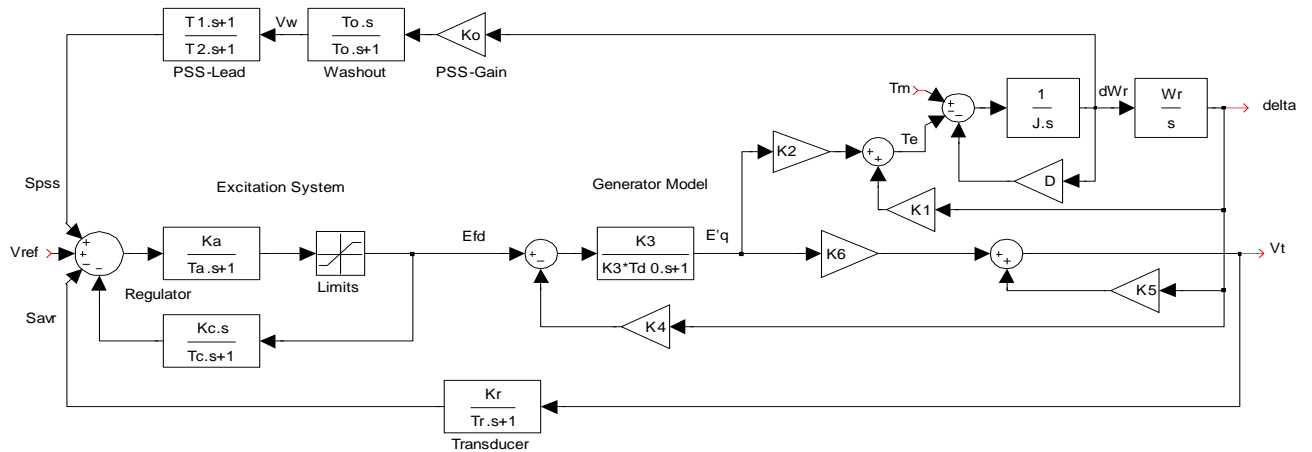 T1.s+1
T2.s+1
PSS-Lead
Vw
To.s
To.s+1
Washout
Ko
PSS-Gain
Tm
+
−
−
1
J.s
dWr
Wr
s
delta
K2
+
+
Te
D
K1
Spss
Excitation System
Generator Model
Vref
+
+
−
−
Ka
Ta.s+1
Regulator
Limits
Efd
+
−
K3
K3*Td 0.s+1
E'q
K6
+
+
Vt
K5
Savr
Kc.s
Tc.s+1
K4
Kr
Tr.s+1
Transducer